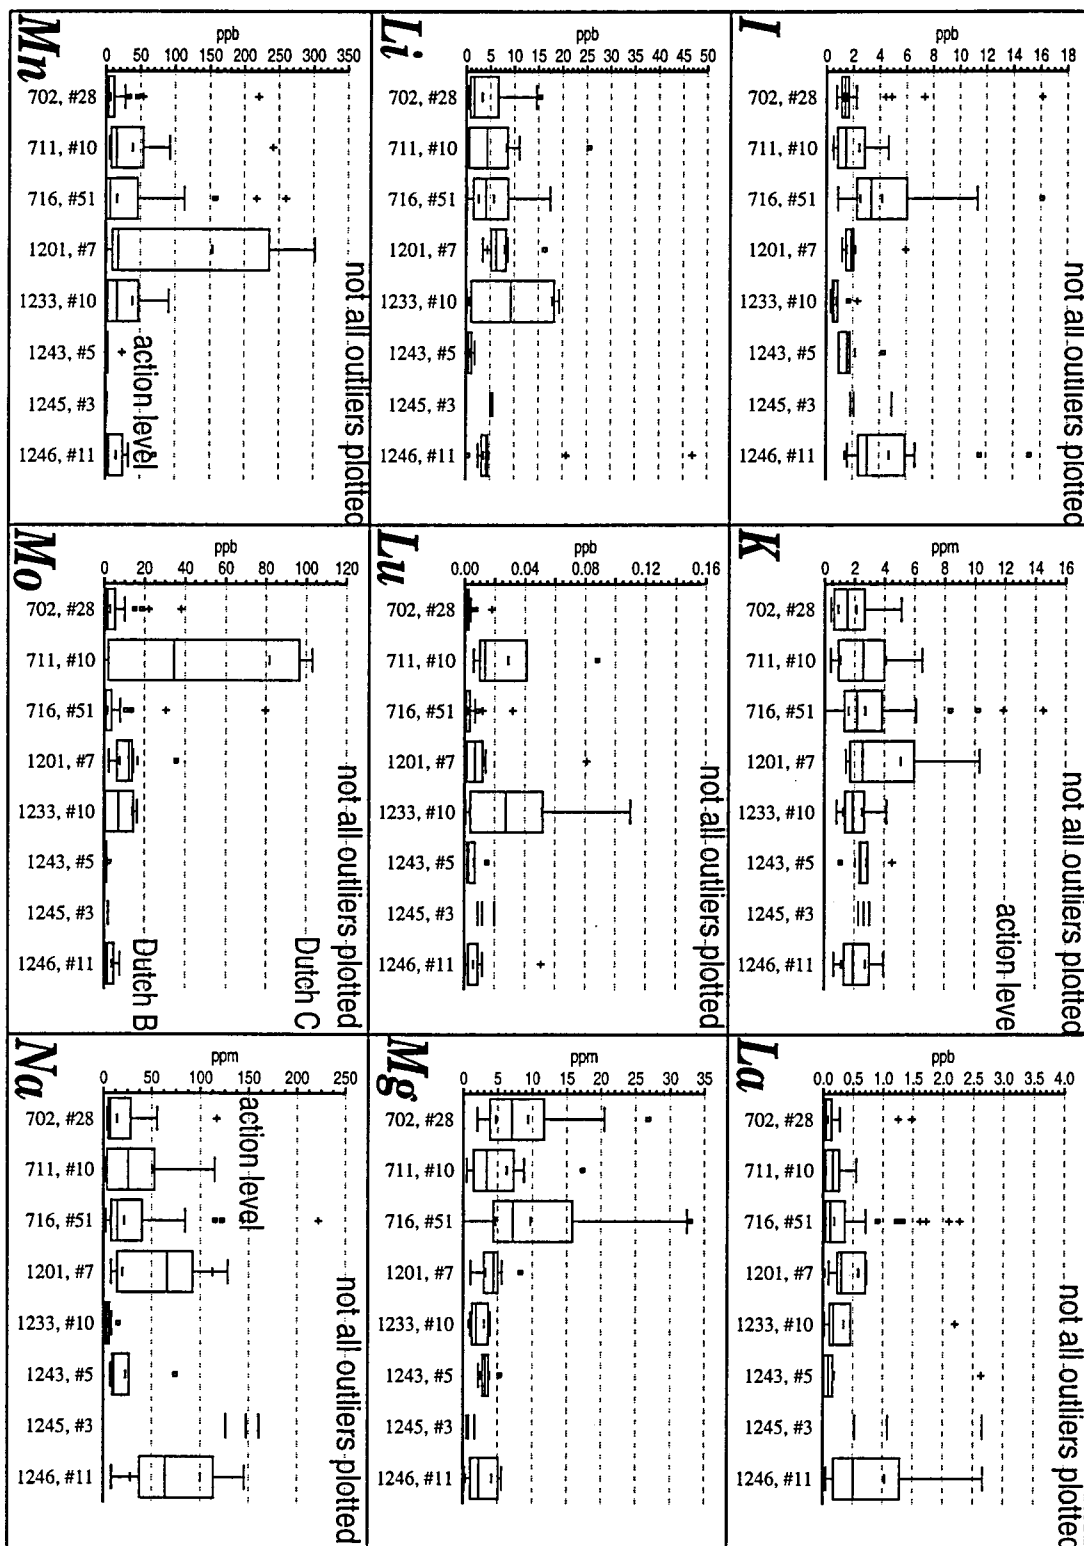 I
ppb
0 2 4 6 8 10 12 14 16 18
702, #28
711, #10
716, #51
1201, #7
1233, #10
1243, #5
1245, #3
1246, #11
not all outliers plotted
K
ppm
0 2 4 6 8 10 12 14 16
702, #28
711, #10
716, #51
1201, #7
1233, #10
1243, #5
1245, #3
1246, #11
action leve
not all outliers plotted
La
ppb
0.0 0.5 1.0 1.5 2.0 2.5 3.0 3.5 4.0
702, #28
711, #10
716, #51
1201, #7
1233, #10
1243, #5
1245, #3
1246, #11
not all outliers plotted
Li
ppb
0 5 10 15 20 25 30 35 40 45 50
702, #28
711, #10
716, #51
1201, #7
1233, #10
1243, #5
1245, #3
1246, #11
Lu
ppb
0.00 0.04 0.08 0.12 0.16
702, #28
711, #10
716, #51
1201, #7
1233, #10
1243, #5
1245, #3
1246, #11
not all outliers plotted
Mg
ppm
0 5 10 15 20 25 30 35
702, #28
711, #10
716, #51
1201, #7
1233, #10
1243, #5
1245, #3
1246, #11
Mn
ppb
0 50 100 150 200 250 300 350
702, #28
711, #10
716, #51
1201, #7
1233, #10
1243, #5
1245, #3
1246, #11
action level
not all outliers plotted
Mo
ppb
0 20 40 60 80 100 120
702, #28
711, #10
716, #51
1201, #7
1233, #10
1243, #5
1245, #3
1246, #11
Dutch B
Dutch C
not all outliers plotted
Na
ppm
0 50 100 150 200 250
702, #28
711, #10
716, #51
1201, #7
1233, #10
1243, #5
1245, #3
1246, #11
action level
not all outliers plotted